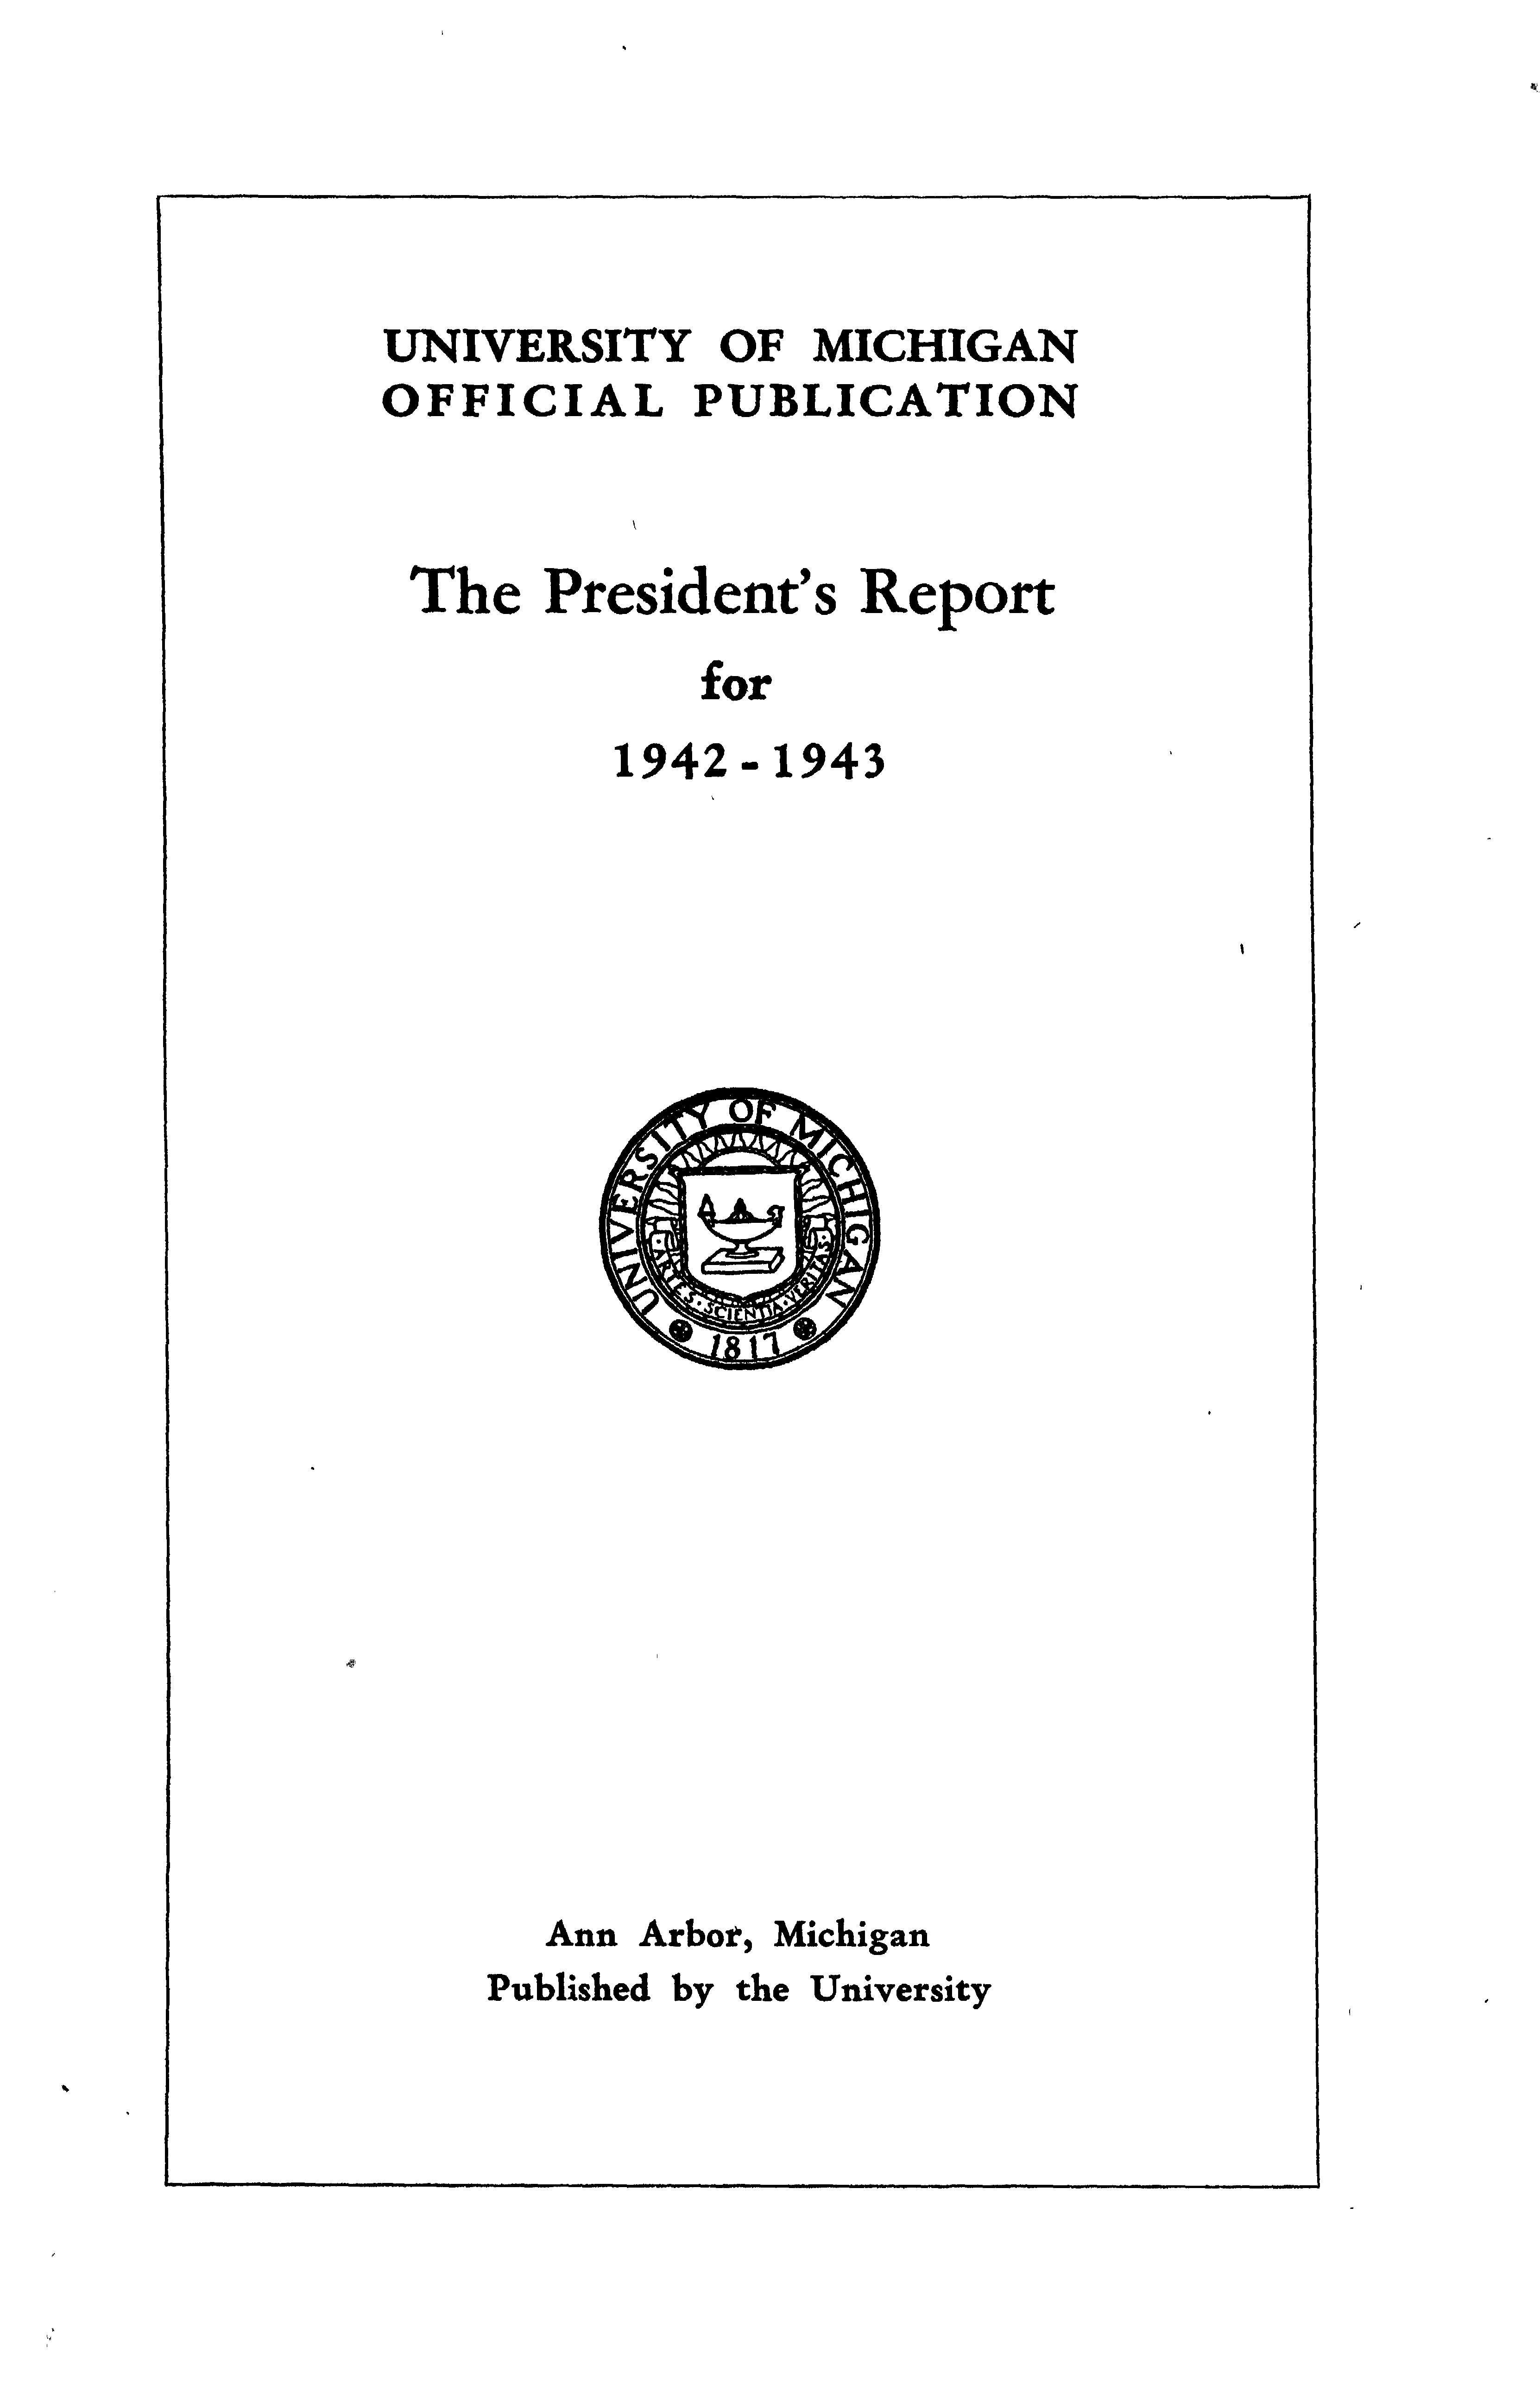 UNIVERSITY OF MICHIGAN
OFFICIAL PUBLICATION
The President's Report
for
1942-1943
UNIVERSITY OF MICHIGAN
ARTES·SCIENTIA·VERITAS
1817
Ann Arbor, Michigan
Published by the University